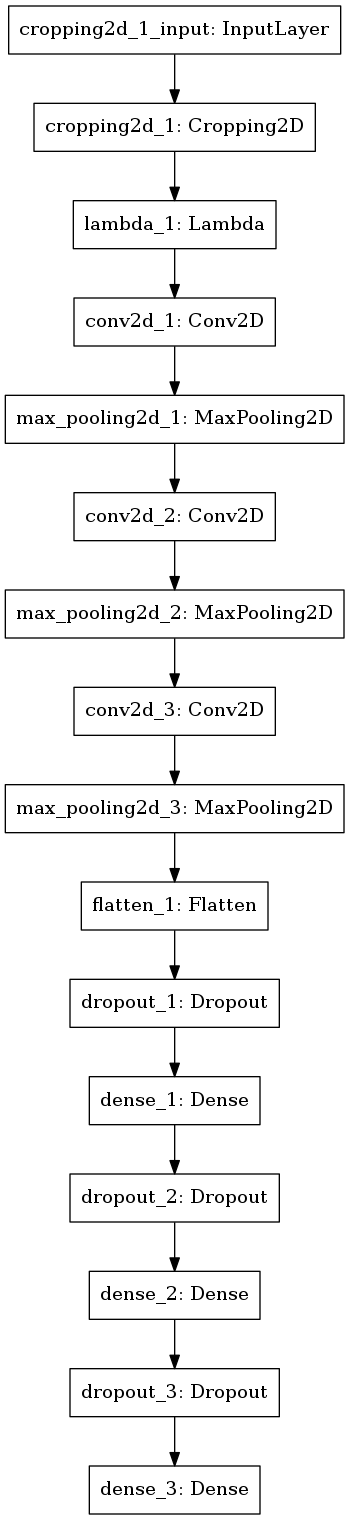 cropping2d_1_input: InputLayer
cropping2d_1: Cropping2D
lambda_1: Lambda
conv2d_1: Conv2D
max_pooling2d_1: MaxPooling2D
conv2d_2: Conv2D
max_pooling2d_2: MaxPooling2D
conv2d_3: Conv2D
max_pooling2d_3: MaxPooling2D
flatten_1: Flatten
dropout_1: Dropout
dense_1: Dense
dropout_2: Dropout
dense_2: Dense
dropout_3: Dropout
dense_3: Dense